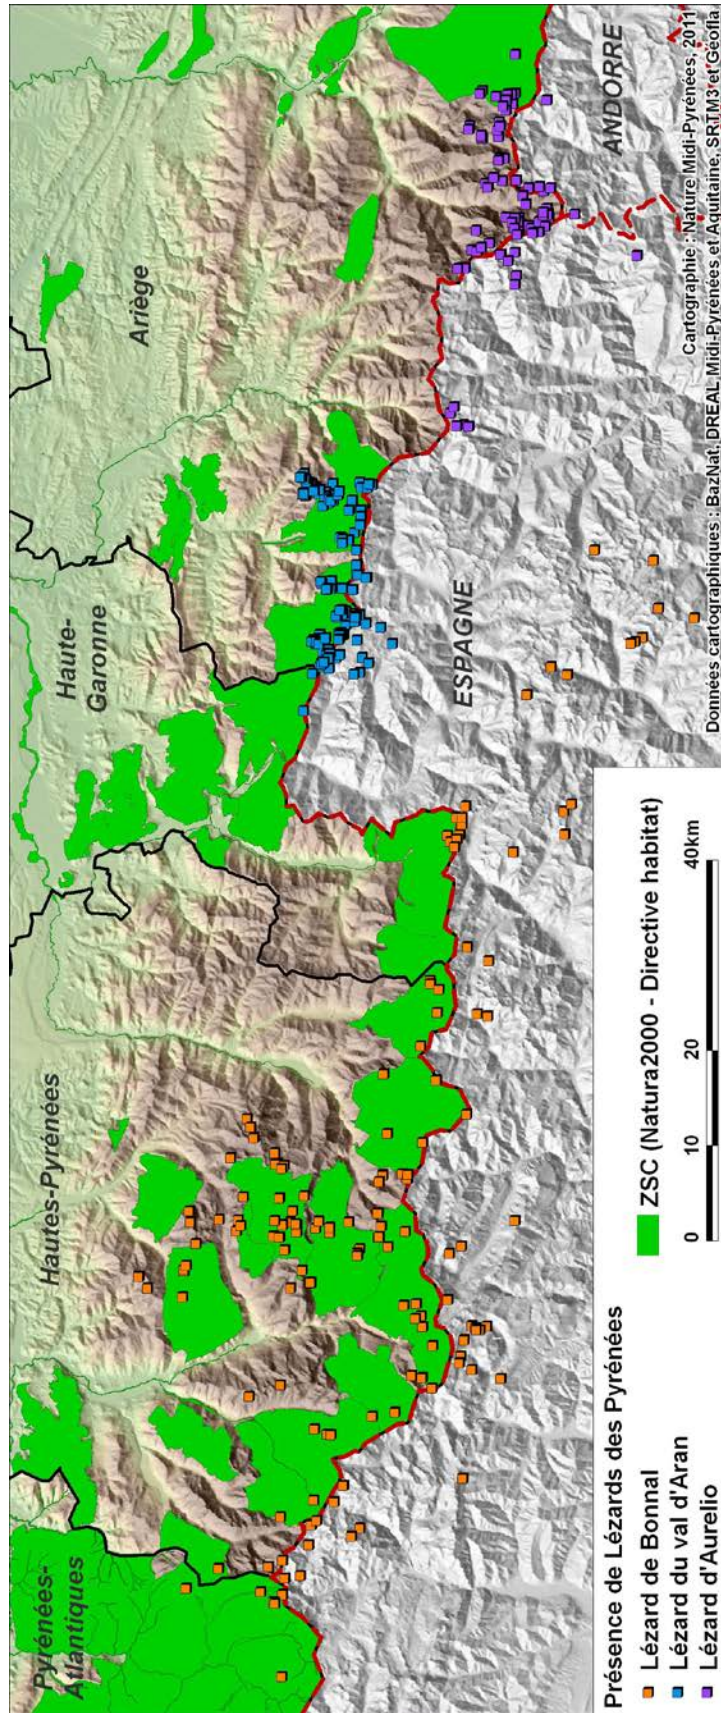 Pyrénées-
Atlantiques
Hautes-Pyrénées
Haute-
Garonne
Ariège
ESPAGNE
ANDORRE
Présence de Lézards des Pyrénées
Lézard de Bonnal
Lézard du val d'Aran
Lézard d'Aurelio
ZSC (Natura2000 - Directive habitat)
0 10 20 40km
Cartographie : Nature Midi-Pyrénées, 2011
Données cartographiques : BazNat, DREAL Midi-Pyrénées et Aquitaine, SRTM3 et Géofla